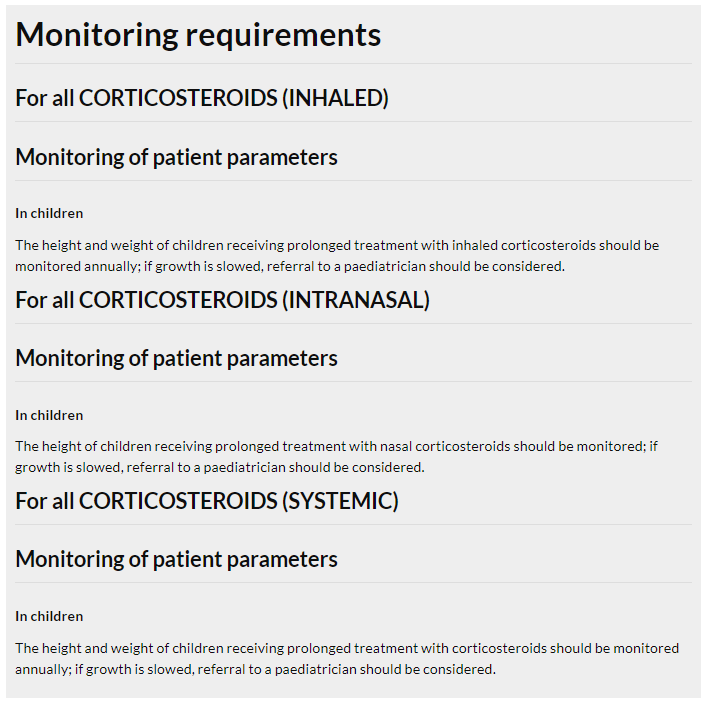 Monitoring requirements
For all CORTICOSTEROIDS (INHALED)
Monitoring of patient parameters
In children
The height and weight of children receiving prolonged treatment with inhaled corticosteroids should be
monitored annually; if growth is slowed, referral to a paediatrician should be considered.
For all CORTICOSTEROIDS (INTRANASAL)
Monitoring of patient parameters
In children
The height of children receiving prolonged treatment with nasal corticosteroids should be monitored; if
growth is slowed, referral to a paediatrician should be considered.
For all CORTICOSTEROIDS (SYSTEMIC)
Monitoring of patient parameters
In children
The height and weight of children receiving prolonged treatment with corticosteroids should be monitored
annually; if growth is slowed, referral to a paediatrician should be considered.